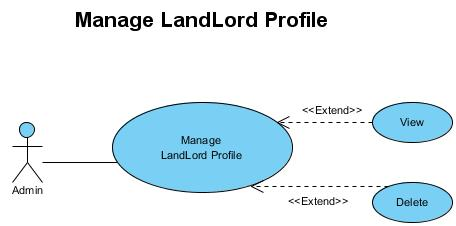 Manage LandLord Profile
<<Extend>>
View
Manage
LandLord Profile
Admin
Delete
<<Extend>>